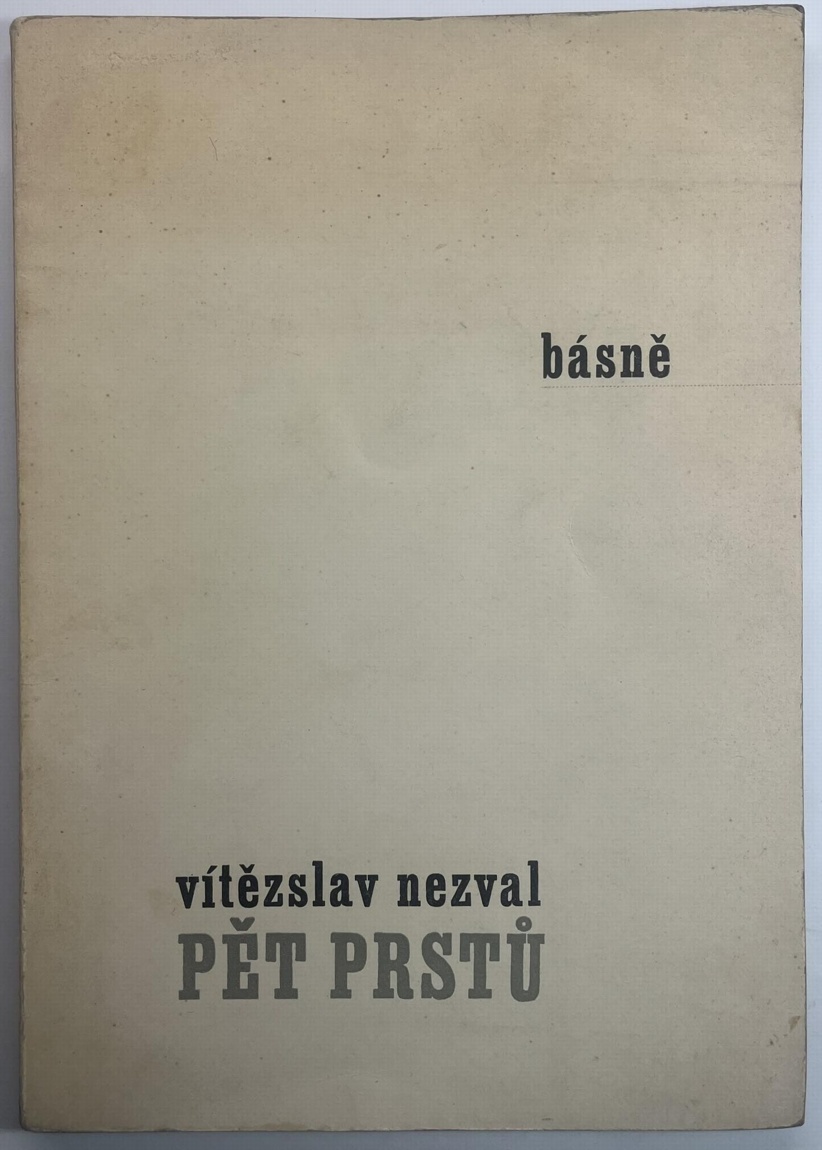 básně
vítězslav nezval
PĚT PRSTŮ